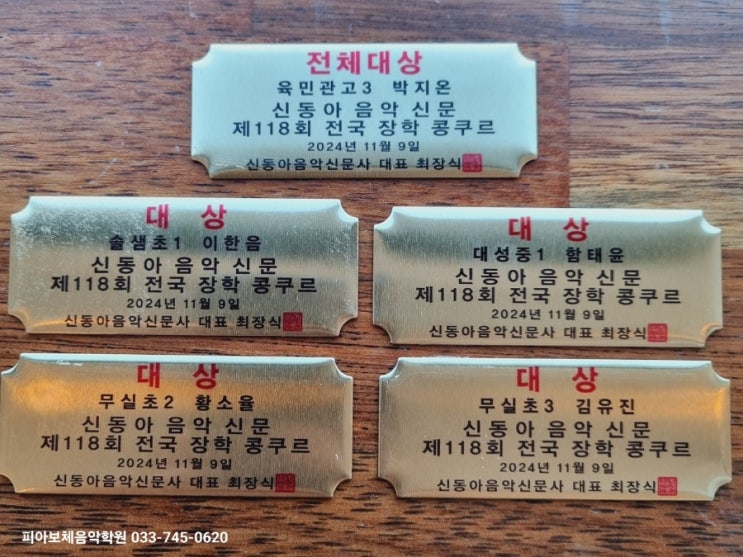 전체대상
육민관고3 박지온
신동아 음악 신문
제118회 전국 장학 콩쿠르
2024년 11월 9일
신동아음악신문사 대표 최장식
대 상
솔샘초1 이한음
신동아 음악 신문
제118회 전국 장학 콩쿠르
2024년 11월 9일
신동아음악신문사 대표 최장식
대 상
대성중1 함태윤
신동아 음악 신문
제118회 전국 장학 콩쿠르
2024년 11월 9일
신동아음악신문사 대표 최장식
대 상
무실초2 황소율
신동아 음악 신문
제118회 전국 장학 콩쿠르
2024년 11월 9일
신동아음악신문사 대표 최장식
대 상
무실초3 김유진
신동아 음악 신문
제118회 전국 장학 콩쿠르
2024년 11월 9일
신동아음악신문사 대표 최장식
피아보체음악학원 033-745-0620